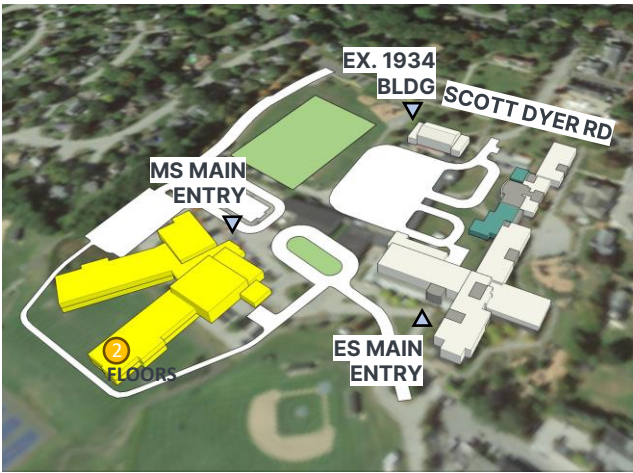 EX. 1934
BLDG
SCOTT DYER RD
MS MAIN
ENTRY
2
FLOORS
ES MAIN
ENTRY